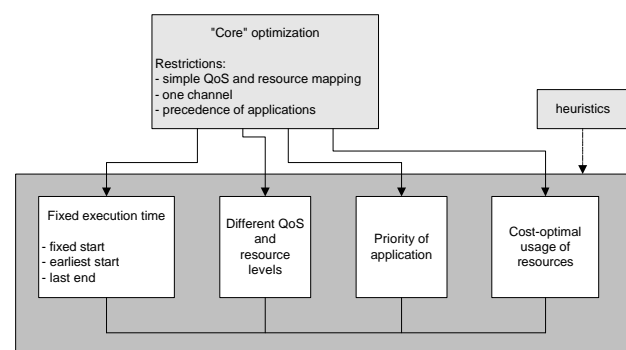 "Core" optimization
Restrictions:
- simple QoS and resource mapping
- one channel
- precedence of applications
heuristics
Fixed execution time
- fixed start
- earliest start
- last end
Different QoS
and
resource
levels
Priority of
application
Cost-optimal
usage of
resources